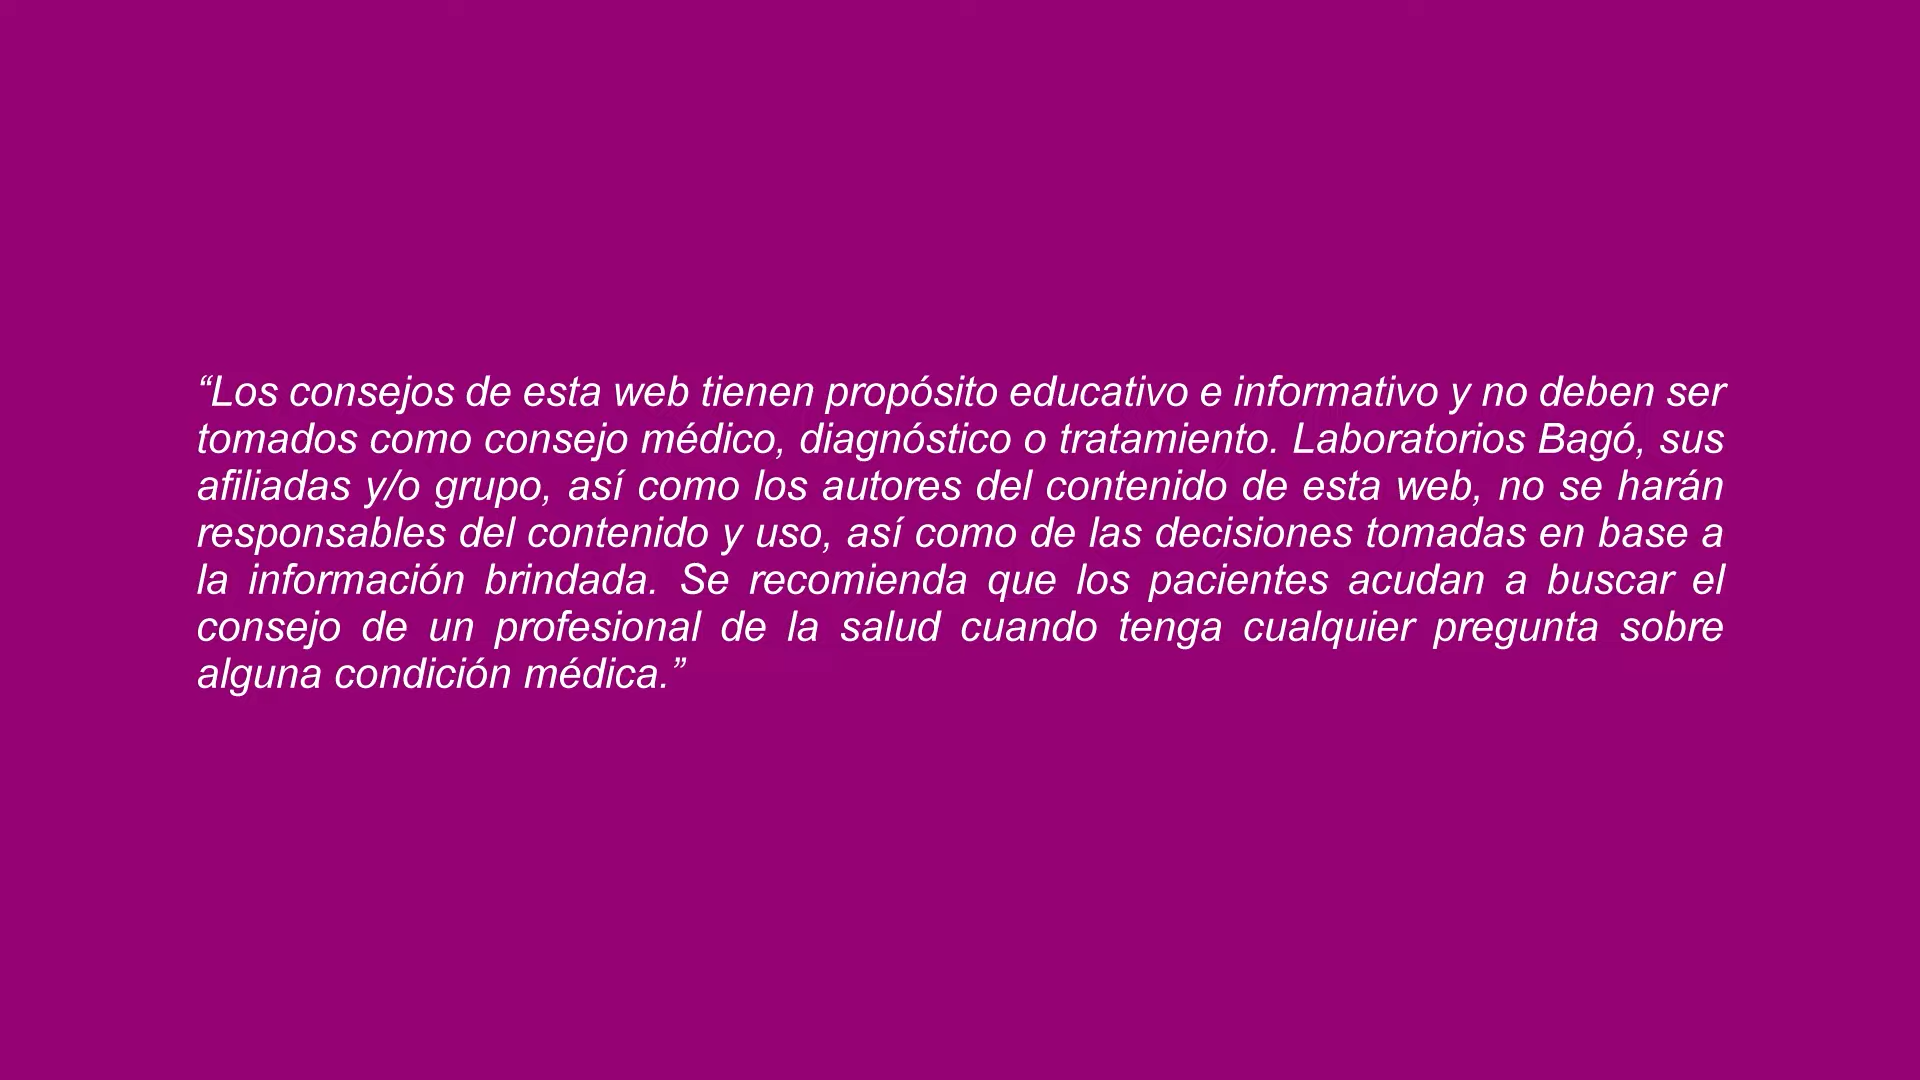 “Los consejos de esta web tienen propósito educativo e informativo y no deben ser
tomados como consejo médico, diagnóstico o tratamiento. Laboratorios Bagó, sus
afiliadas y/o grupo, así como los autores del contenido de esta web, no se harán
responsables del contenido y uso, así como de las decisiones tomadas en base a
la información brindada. Se recomienda que los pacientes acudan a buscar el
consejo de un profesional de la salud cuando tenga cualquier pregunta sobre
alguna condición médica.”